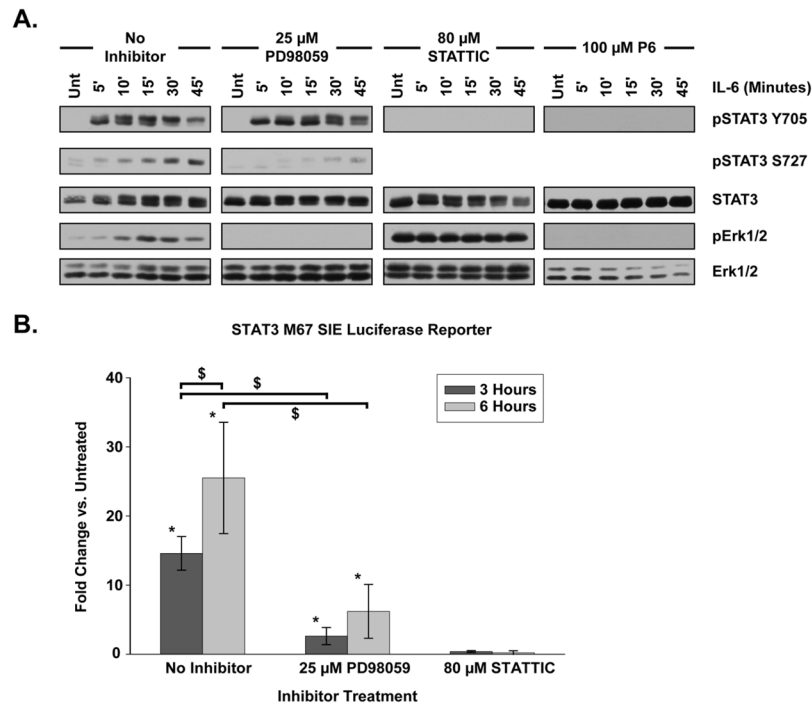 A.
No Inhibitor
25 µM PD98059
80 µM STATTIC
100 µM P6
Unt 5' 10' 15' 30' 45' Unt 5' 10' 15' 30' 45' Unt 5' 10' 15' 30' 45' Unt 5' 10' 15' 30' 45' IL-6 (Minutes)
pSTAT3 Y705
pSTAT3 S727
STAT3
pErk1/2
Erk1/2
B.
STAT3 M67 SIE Luciferase Reporter
Fold Change vs. Untreated
40
30
20
10
0
$
$
$
*
*
*
*
3 Hours
6 Hours
No Inhibitor 25 µM PD98059 80 µM STATTIC
Inhibitor Treatment